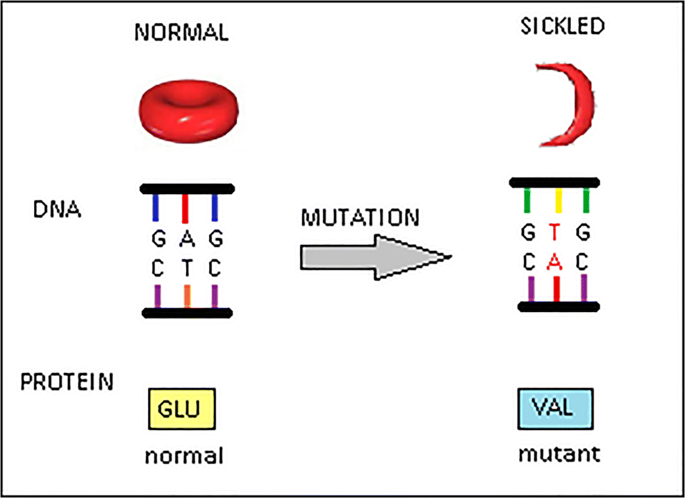 NORMAL
SICKLED
DNA
MUTATION
G A G
C T C
G T G
C A C
PROTEIN
GLU
VAL
normal
mutant